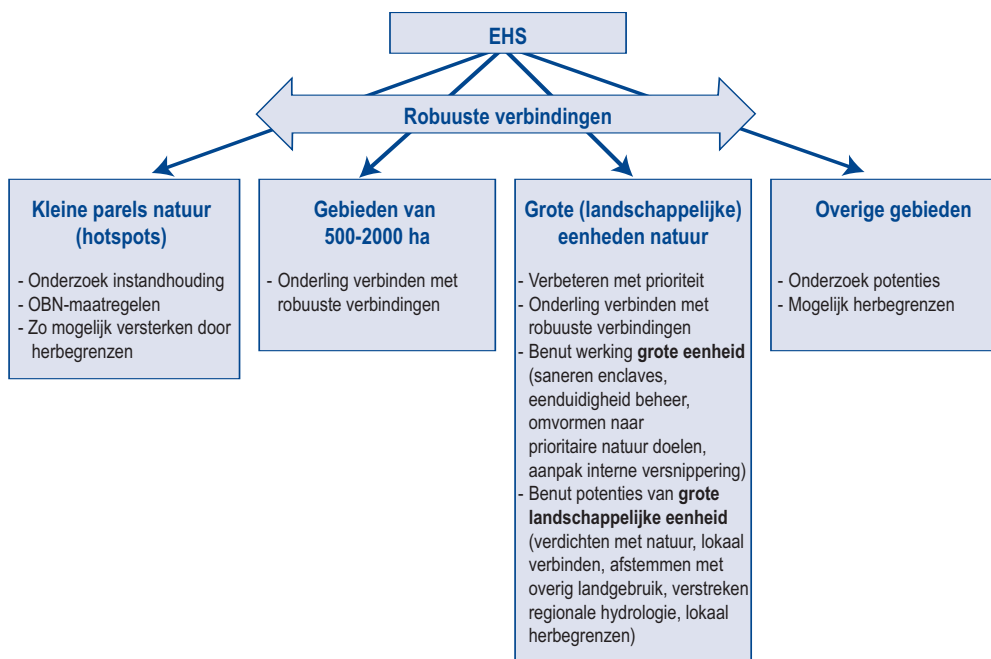 EHS
Robuuste verbindingen
Kleine parels natuur
(hotspots)
- Onderzoek instandhouding
- OBN-maatregelen
- Zo mogelijk versterken door
herbegrenzen
Gebieden van
500-2000 ha
- Onderling verbinden met
robuuste verbindingen
Grote (landschappelijke)
eenheden natuur
- Verbeteren met prioriteit
- Onderling verbinden met
robuuste verbindingen
- Benut werking grote eenheid
(saneren enclaves,
eenduidigheid beheer,
omvormen naar
prioritaire natuur doelen,
aanpak interne versnippering)
- Benut potenties van grote
landschappelijke eenheid
(verdichten met natuur, lokaal
verbinden, afstemmen met
overig landgebruik, verstreken
regionale hydrologie, lokaal
herbegrenzen)
Overige gebieden
- Onderzoek potenties
- Mogelijk herbegrenzen